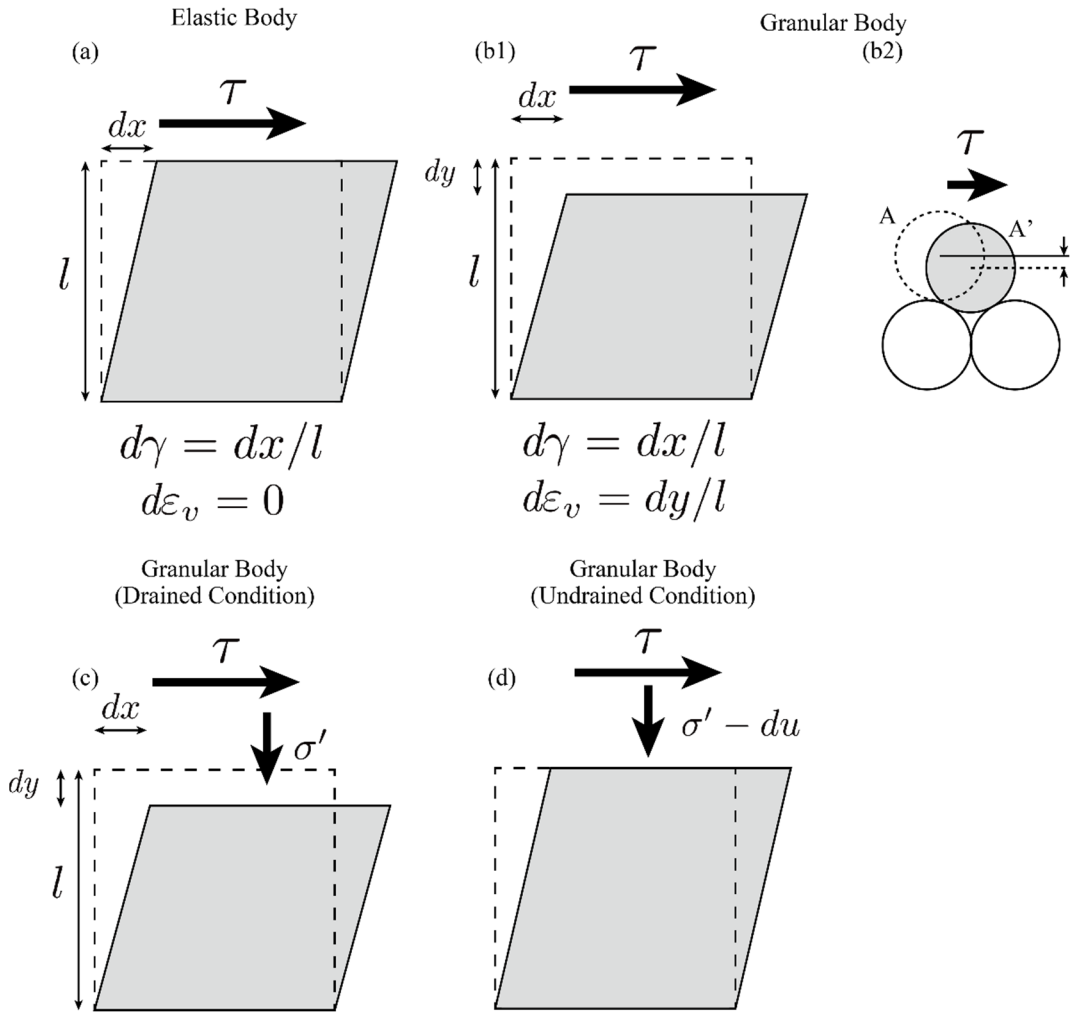 Elastic Body
Granular Body
(a)
(b1)
(b2)
τ
dx
l
τ
dx
dy
l
τ
A
A'
dγ = dx/l
dε_v = 0
dγ = dx/l
dε_v = dy/l
Granular Body
(Drained Condition)
Granular Body
(Undrained Condition)
(c)
τ
dx
σ′
dy
l
(d)
τ
σ′ − du